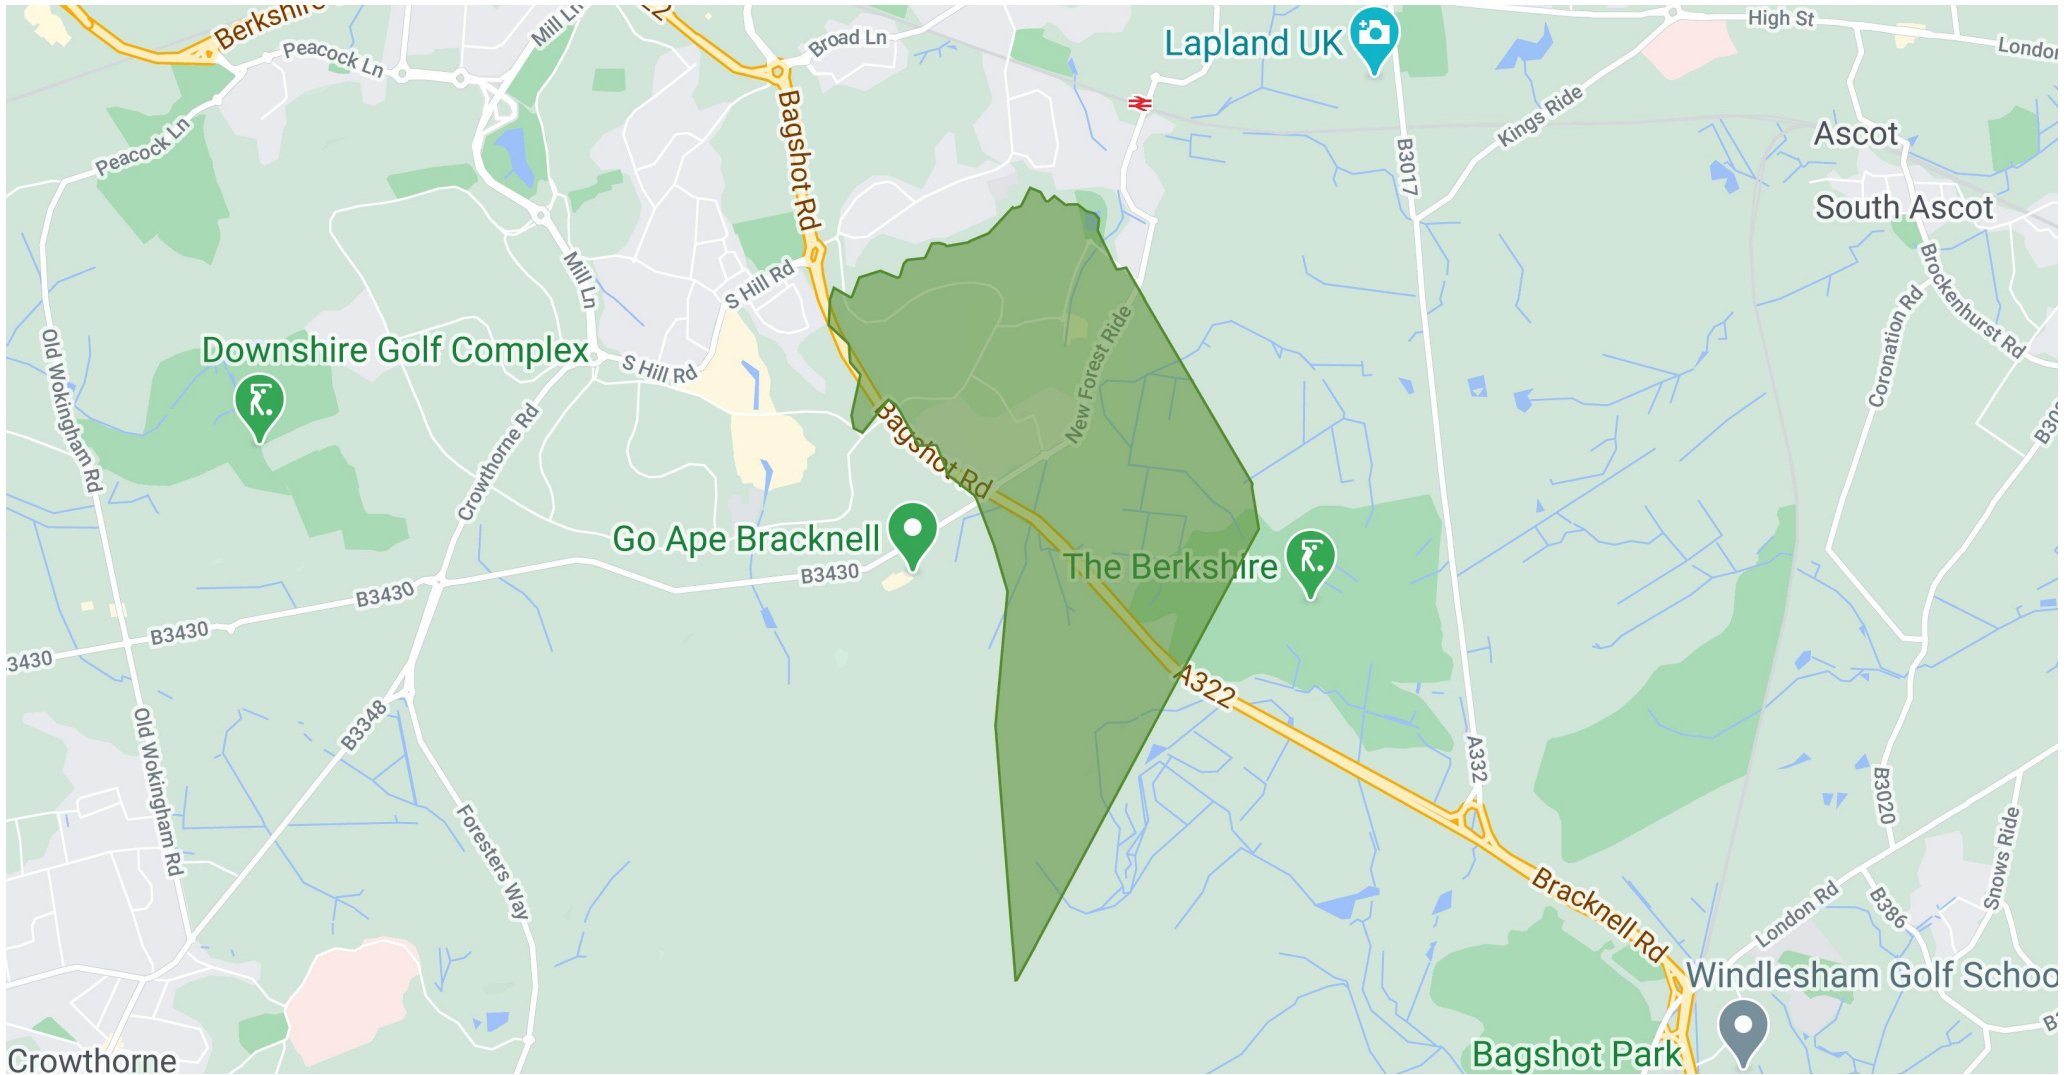 Berkshire
Mill Ln
Peacock Ln
Broad Ln
Lapland UK
High St
London
Bagshot Rd
Peacock Ln
B3017
Kings Ride
Ascot
South Ascot
Mill Ln
S Hill Rd
Brockenhurst Rd
Coronation Rd
Old Wokingham Rd
Downshire Golf Complex
S Hill Rd
New Forest Ride
Crowthorne Rd
Bagshot Rd
Go Ape Bracknell
The Berkshire
B3430
B3430
B3430
3430
A322
B3348
Old Wokingham Rd
A332
B3020
Foresters Way
Snows Ride
Bracknell Rd
London Rd
B386
Windlesham Golf Schoo
Bagshot Park
Crowthorne